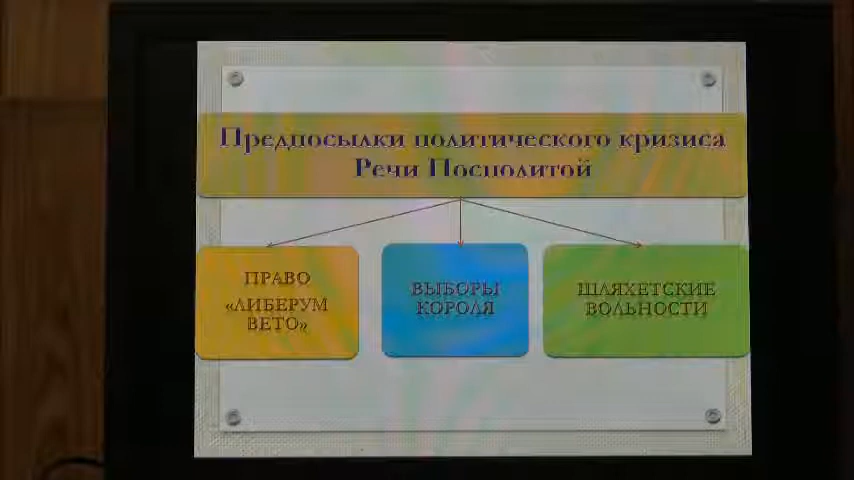 Предпосылки политического кризиса
Речи Посполитой
ПРАВО
«ЛИБЕРУМ
ВЕТО»
ВЫБОРЫ
КОРОЛЯ
ШЛЯХЕТСКИЕ
ВОЛЬНОСТИ